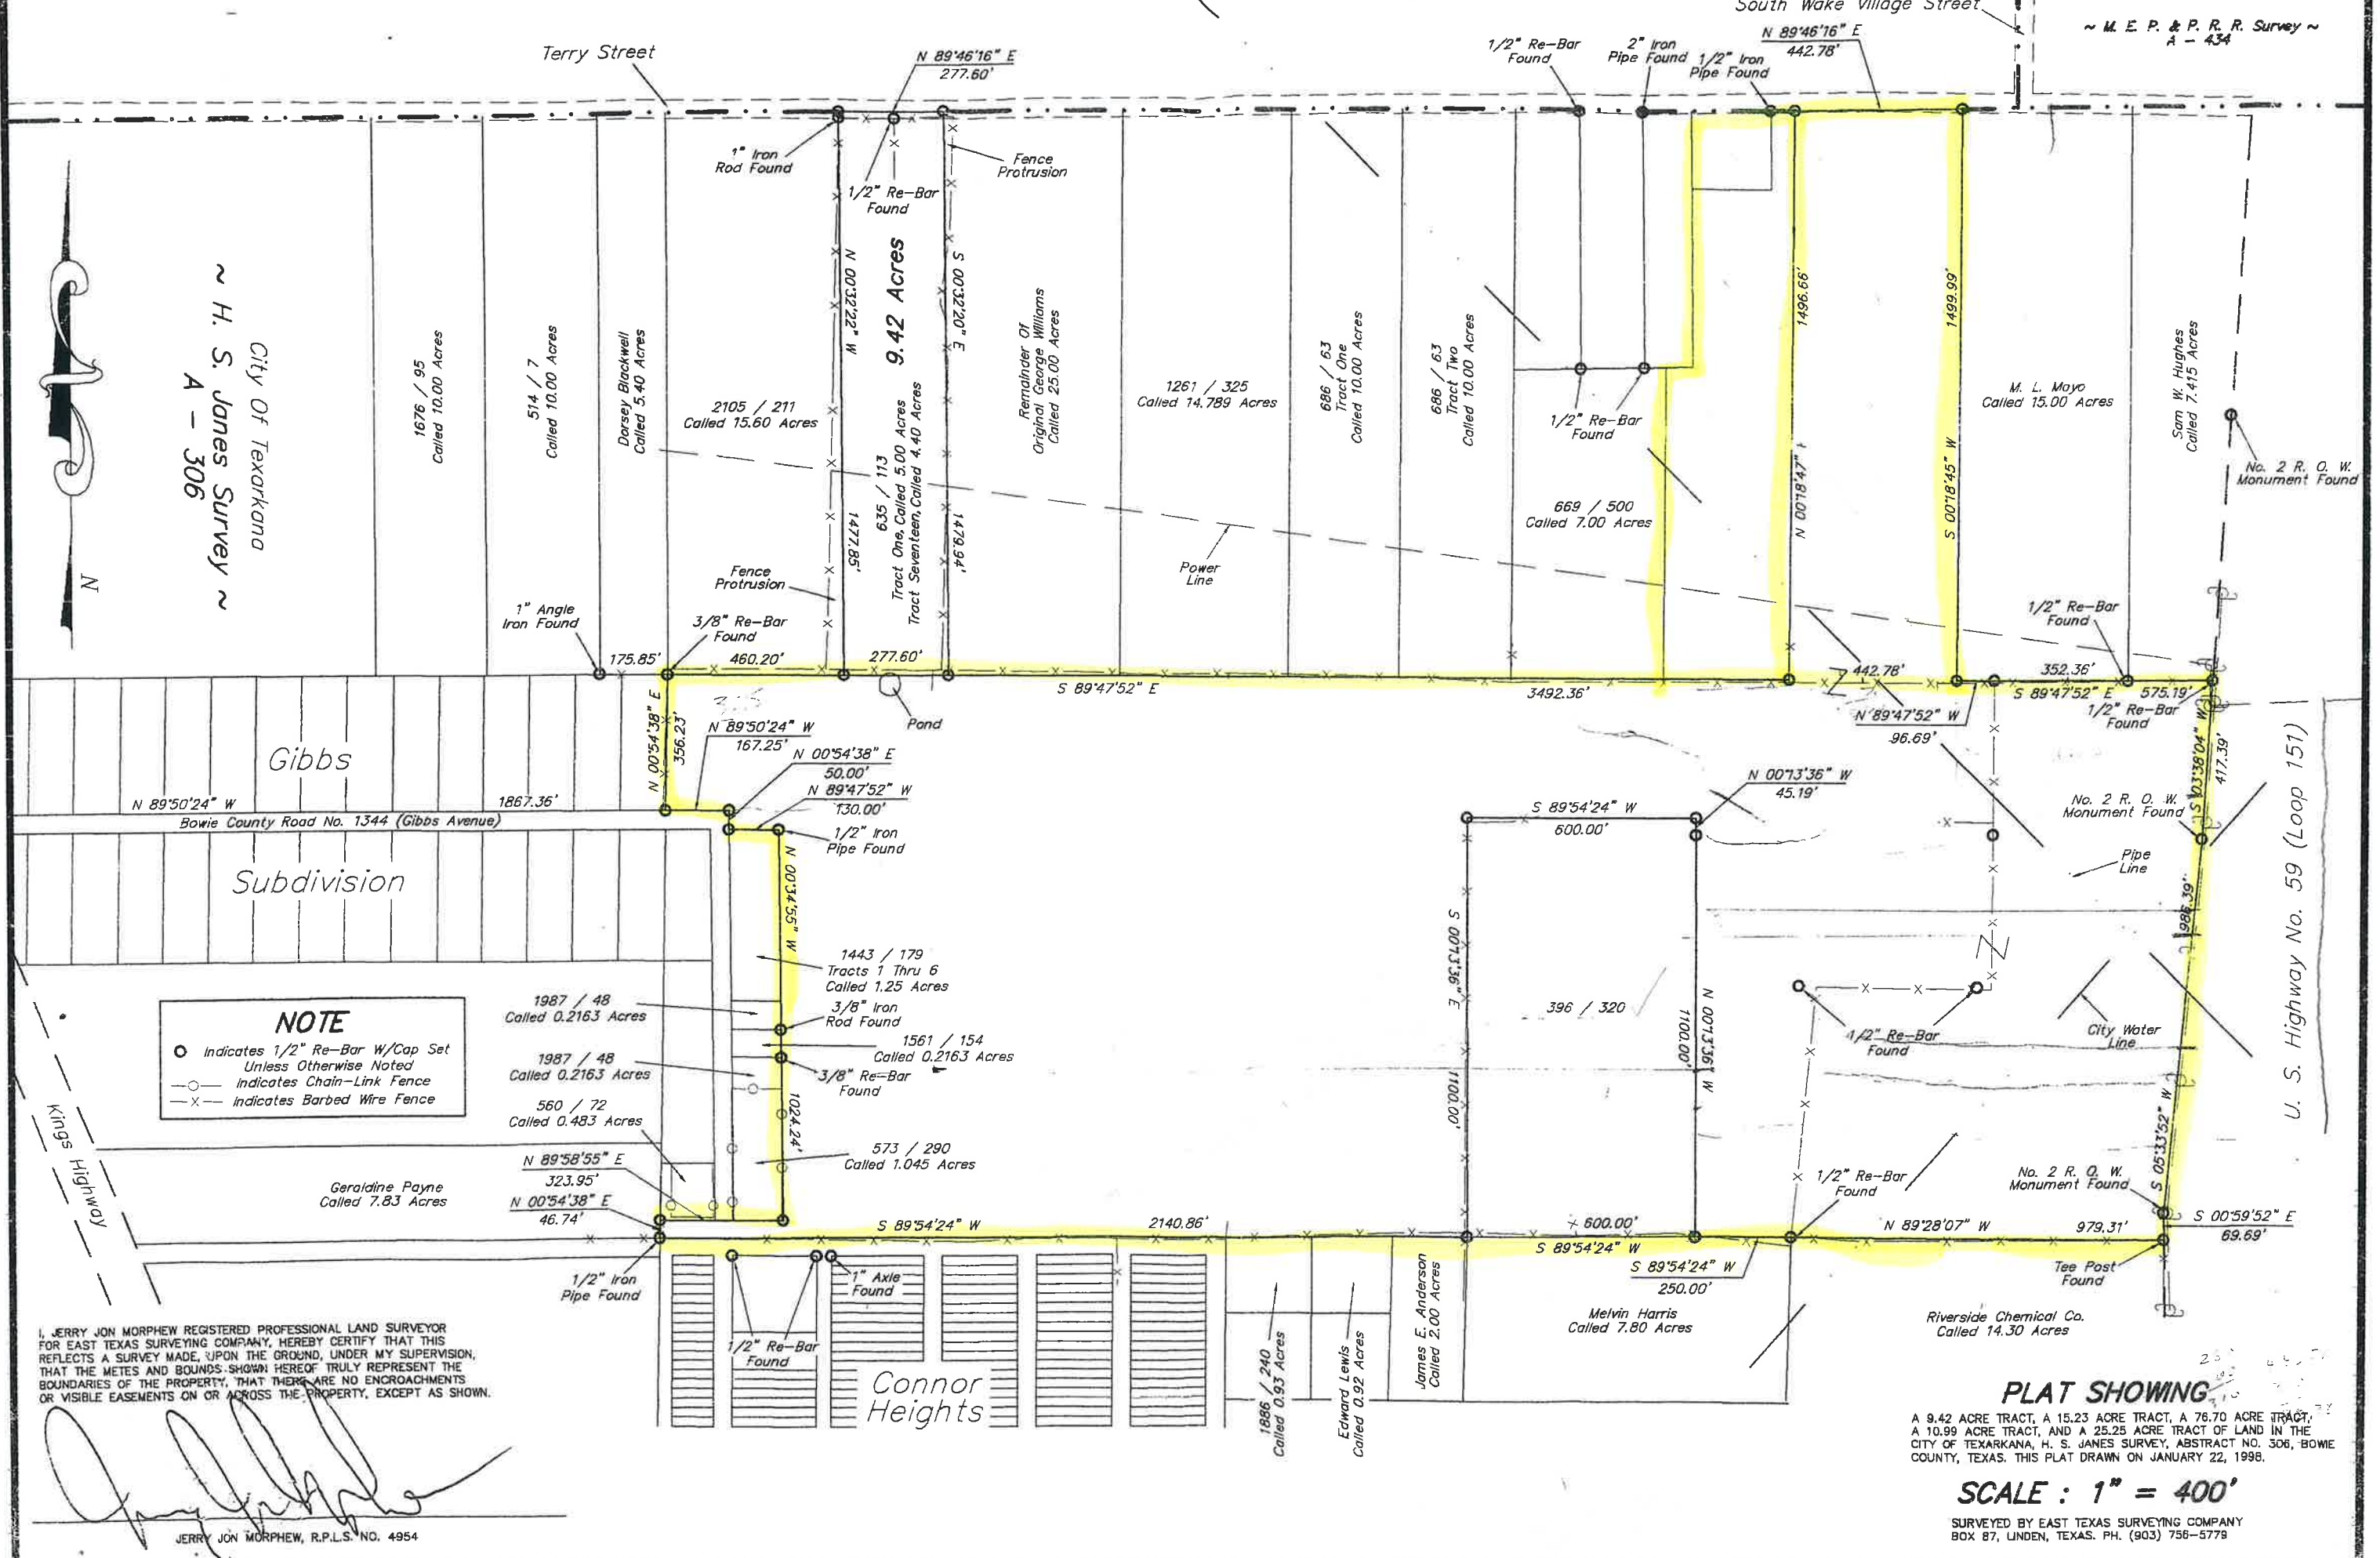 South Wake Village Street
~ M. E. P. & P. R. R. Survey ~
A - 434
Terry Street
N 89°46'16" E
277.60'
1/2" Re-Bar
Found
2" Iron
Pipe Found
1/2" Iron
Pipe Found
N 89°46'16" E
442.78'
1" Iron
Rod Found
1/2" Re-Bar
Found
Fence
Protrusion
City Of Texarkana
~ H. S. Janes Survey ~
A - 306
N
1676 / 95
Called 10.00 Acres
514 / 7
Called 10.00 Acres
Dorsey Blackwell
Called 5.40 Acres
2105 / 211
Called 15.60 Acres
N 00°32'22" W
1477.85'
9.42 Acres
635 / 113
Tract One, Called 5.00 Acres
Tract Seventeen, Called 4.40 Acres
S 00°32'20" E
1479.94'
Remainder Of
Original George Williams
Called 25.00 Acres
1261 / 325
Called 14.789 Acres
686 / 63
Tract One
Called 10.00 Acres
686 / 63
Tract Two
Called 10.00 Acres
1/2" Re-Bar
Found
669 / 500
Called 7.00 Acres
1496.66'
N 00°18'47"
1499.99'
S 00°18'45" W
M. L. Mayo
Called 15.00 Acres
Sam W. Hughes
Called 7.415 Acres
No. 2 R. O. W.
Monument Found
Power
Line
Fence
Protrusion
1" Angle
Iron Found
3/8" Re-Bar
Found
1/2" Re-Bar
Found
175.85'
460.20'
277.60'
S 89°47'52" E
3492.36'
442.78'
352.36'
S 89°47'52" E
575.19'
1/2" Re-Bar
Found
N 89°47'52" W
96.69'
Pond
N 00°54'38" E
356.23'
N 89°50'24" W
167.25'
N 00°54'38" E
50.00'
N 89°47'52" W
130.00'
1/2" Iron
Pipe Found
Gibbs
N 89°50'24" W
1867.36'
Bowie County Road No. 1344 (Gibbs Avenue)
Subdivision
N 00°34'55" W
1024.24'
S 89°54'24" W
600.00'
N 00°13'36" W
45.19'
S 03°38'04" W
417.39'
No. 2 R. O. W.
Monument Found
Pipe
Line
986.39'
U. S. Highway No. 59 (Loop 151)
1443 / 179
Tracts 1 Thru 6
Called 1.25 Acres
1987 / 48
Called 0.2163 Acres
3/8" Iron
Rod Found
1561 / 154
Called 0.2163 Acres
1987 / 48
Called 0.2163 Acres
3/8" Re-Bar
Found
560 / 72
Called 0.483 Acres
573 / 290
Called 1.045 Acres
S 00°13'36" E
1100.00'
396 / 320
N 00°13'36" W
1100.00'
1/2" Re-Bar
Found
City Water
Line
S 05°33'52" W
NOTE
Indicates 1/2" Re-Bar W/Cap Set
Unless Otherwise Noted
Indicates Chain-Link Fence
Indicates Barbed Wire Fence
Kings Highway
Geraldine Payne
Called 7.83 Acres
N 89°58'55" E
323.95'
N 00°54'38" E
46.74'
S 89°54'24" W
2140.86'
600.00'
S 89°54'24" W
S 89°54'24" W
250.00'
1/2" Re-Bar
Found
N 89°28'07" W
979.31'
No. 2 R. O. W.
Monument Found
S 00°59'52" E
69.69'
Tee Post
Found
1/2" Iron
Pipe Found
1" Axle
Found
1/2" Re-Bar
Found
Connor
Heights
1886 / 240
Called 0.93 Acres
Edward Lewis
Called 0.92 Acres
James E. Anderson
Called 2.00 Acres
Melvin Harris
Called 7.80 Acres
Riverside Chemical Co.
Called 14.30 Acres
I, JERRY JON MORPHEW REGISTERED PROFESSIONAL LAND SURVEYOR
FOR EAST TEXAS SURVEYING COMPANY, HEREBY CERTIFY THAT THIS
REFLECTS A SURVEY MADE, UPON THE GROUND, UNDER MY SUPERVISION,
THAT THE METES AND BOUNDS SHOWN HEREOF TRULY REPRESENT THE
BOUNDARIES OF THE PROPERTY, THAT THERE ARE NO ENCROACHMENTS
OR VISIBLE EASEMENTS ON OR ACROSS THE PROPERTY, EXCEPT AS SHOWN.
JERRY JON MORPHEW, R.P.L.S. NO. 4954
PLAT SHOWING
A 9.42 ACRE TRACT, A 15.23 ACRE TRACT, A 76.70 ACRE TRACT,
A 10.99 ACRE TRACT, AND A 25.25 ACRE TRACT OF LAND IN THE
CITY OF TEXARKANA, H. S. JANES SURVEY, ABSTRACT NO. 306, BOWIE
COUNTY, TEXAS. THIS PLAT DRAWN ON JANUARY 22, 1998.
SCALE : 1" = 400'
SURVEYED BY EAST TEXAS SURVEYING COMPANY
BOX 87, LINDEN, TEXAS. PH. (903) 756-5779